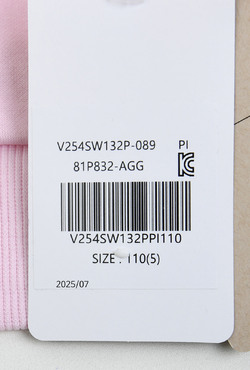 V254SW132P-089 PI
81P832-AGG
V254SW132PPI110
SIZE : 110(5)
2025/07